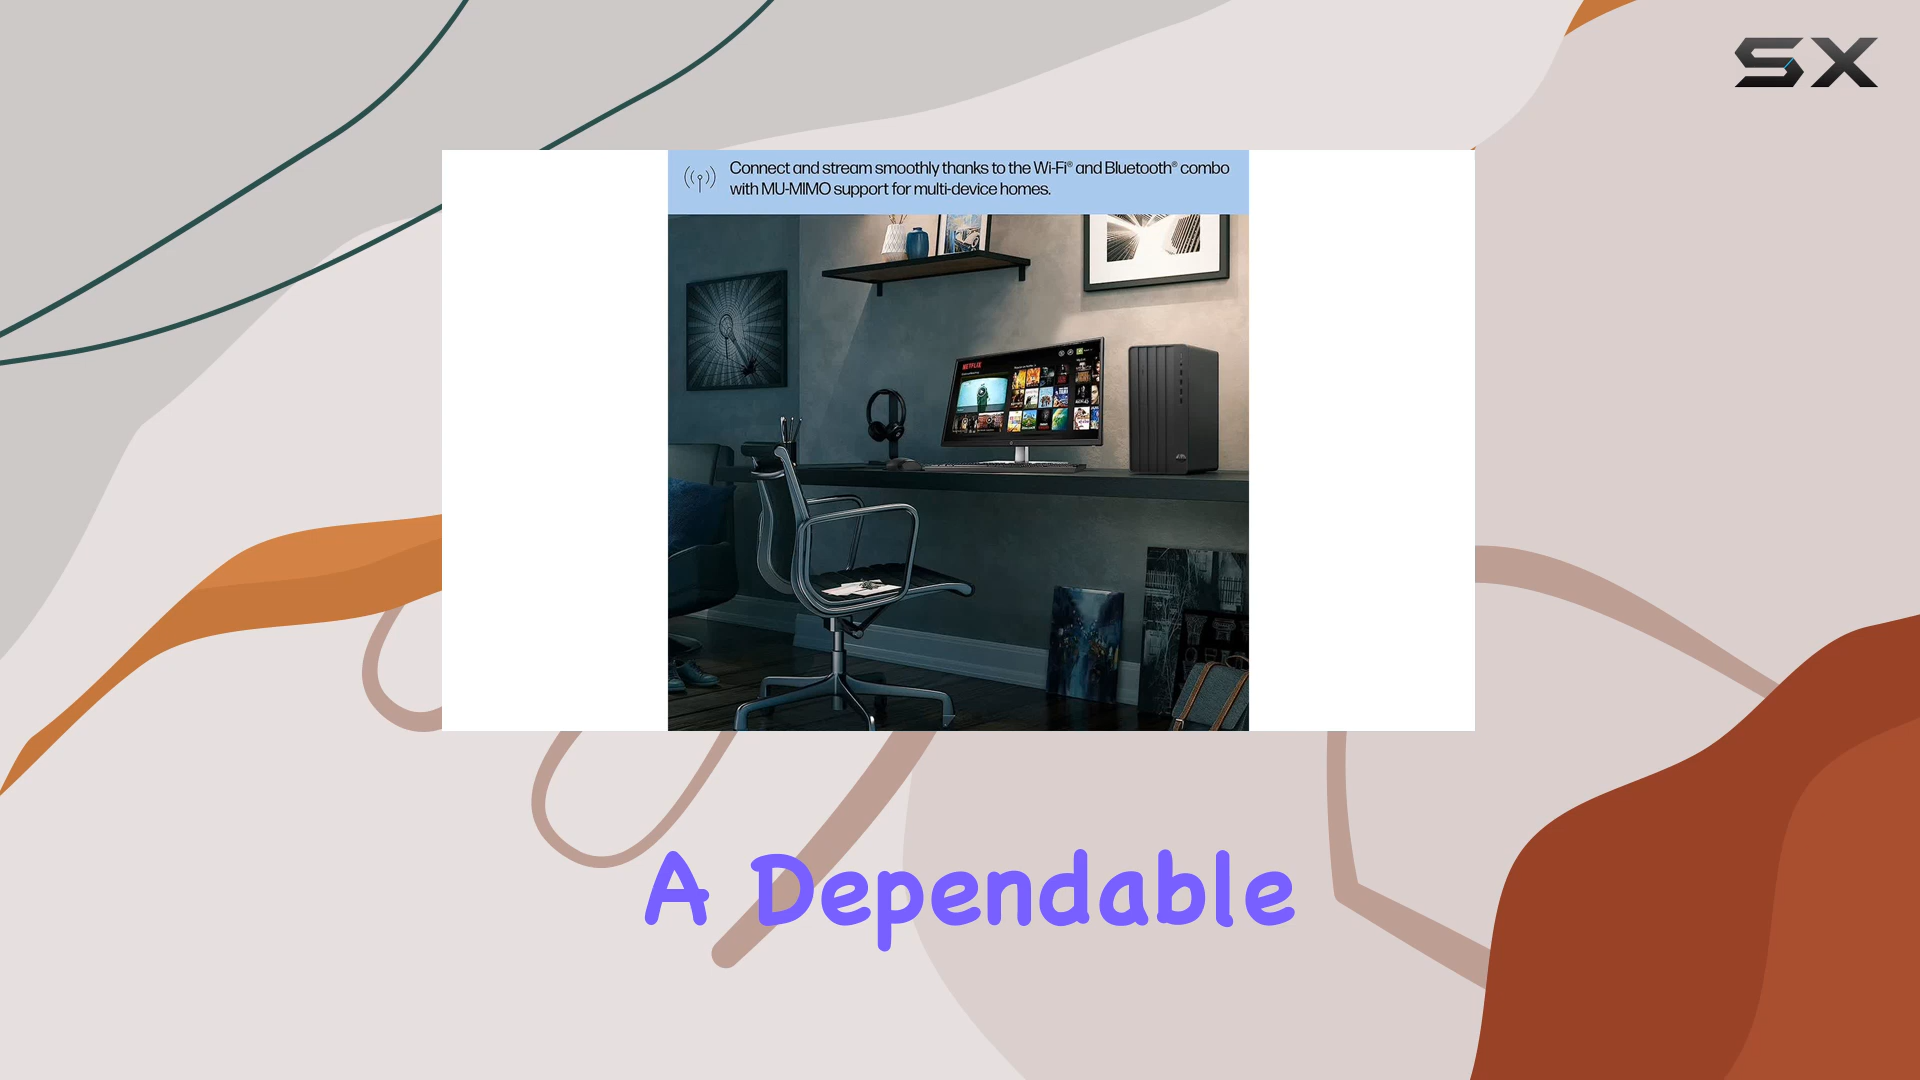 SX
Connect and stream smoothly thanks to the Wi-Fi® and Bluetooth® combo
with MU-MIMO support for multi-device homes.
NETFLIX
A Dependable